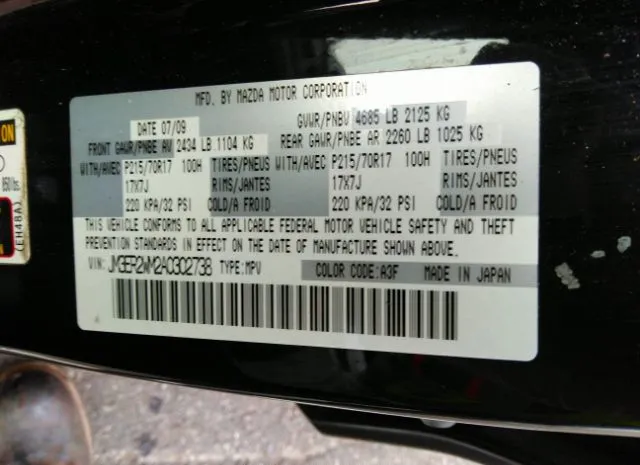 MFD. BY MAZDA MOTOR CORPORATION
DATE 07/09 GVWR/PNBV 4685 LB 2125 KG
FRONT GAWR/PNBE AV 2434 LB 1104 KG REAR GAWR/PNBE AR 2260 LB 1025 KG
WITH/AVEC P215/70R17 100H TIRES/PNEUS WITH/AVEC P215/70R17 100H TIRES/PNEUS
17X7J RIMS/JANTES 17X7J RIMS/JANTES
220 KPA/32 PSI COLD/A FROID 220 KPA/32 PSI COLD/A FROID
THIS VEHICLE CONFORMS TO ALL APPLICABLE FEDERAL MOTOR VEHICLE SAFETY AND THEFT
PREVENTION STANDARDS IN EFFECT ON THE DATE OF MANUFACTURE SHOWN ABOVE.
VIN: JM3ER2WM2A0302738 TYPE:MPV COLOR CODE:A3F MADE IN JAPAN
ON
850lbs.
(EH48A)